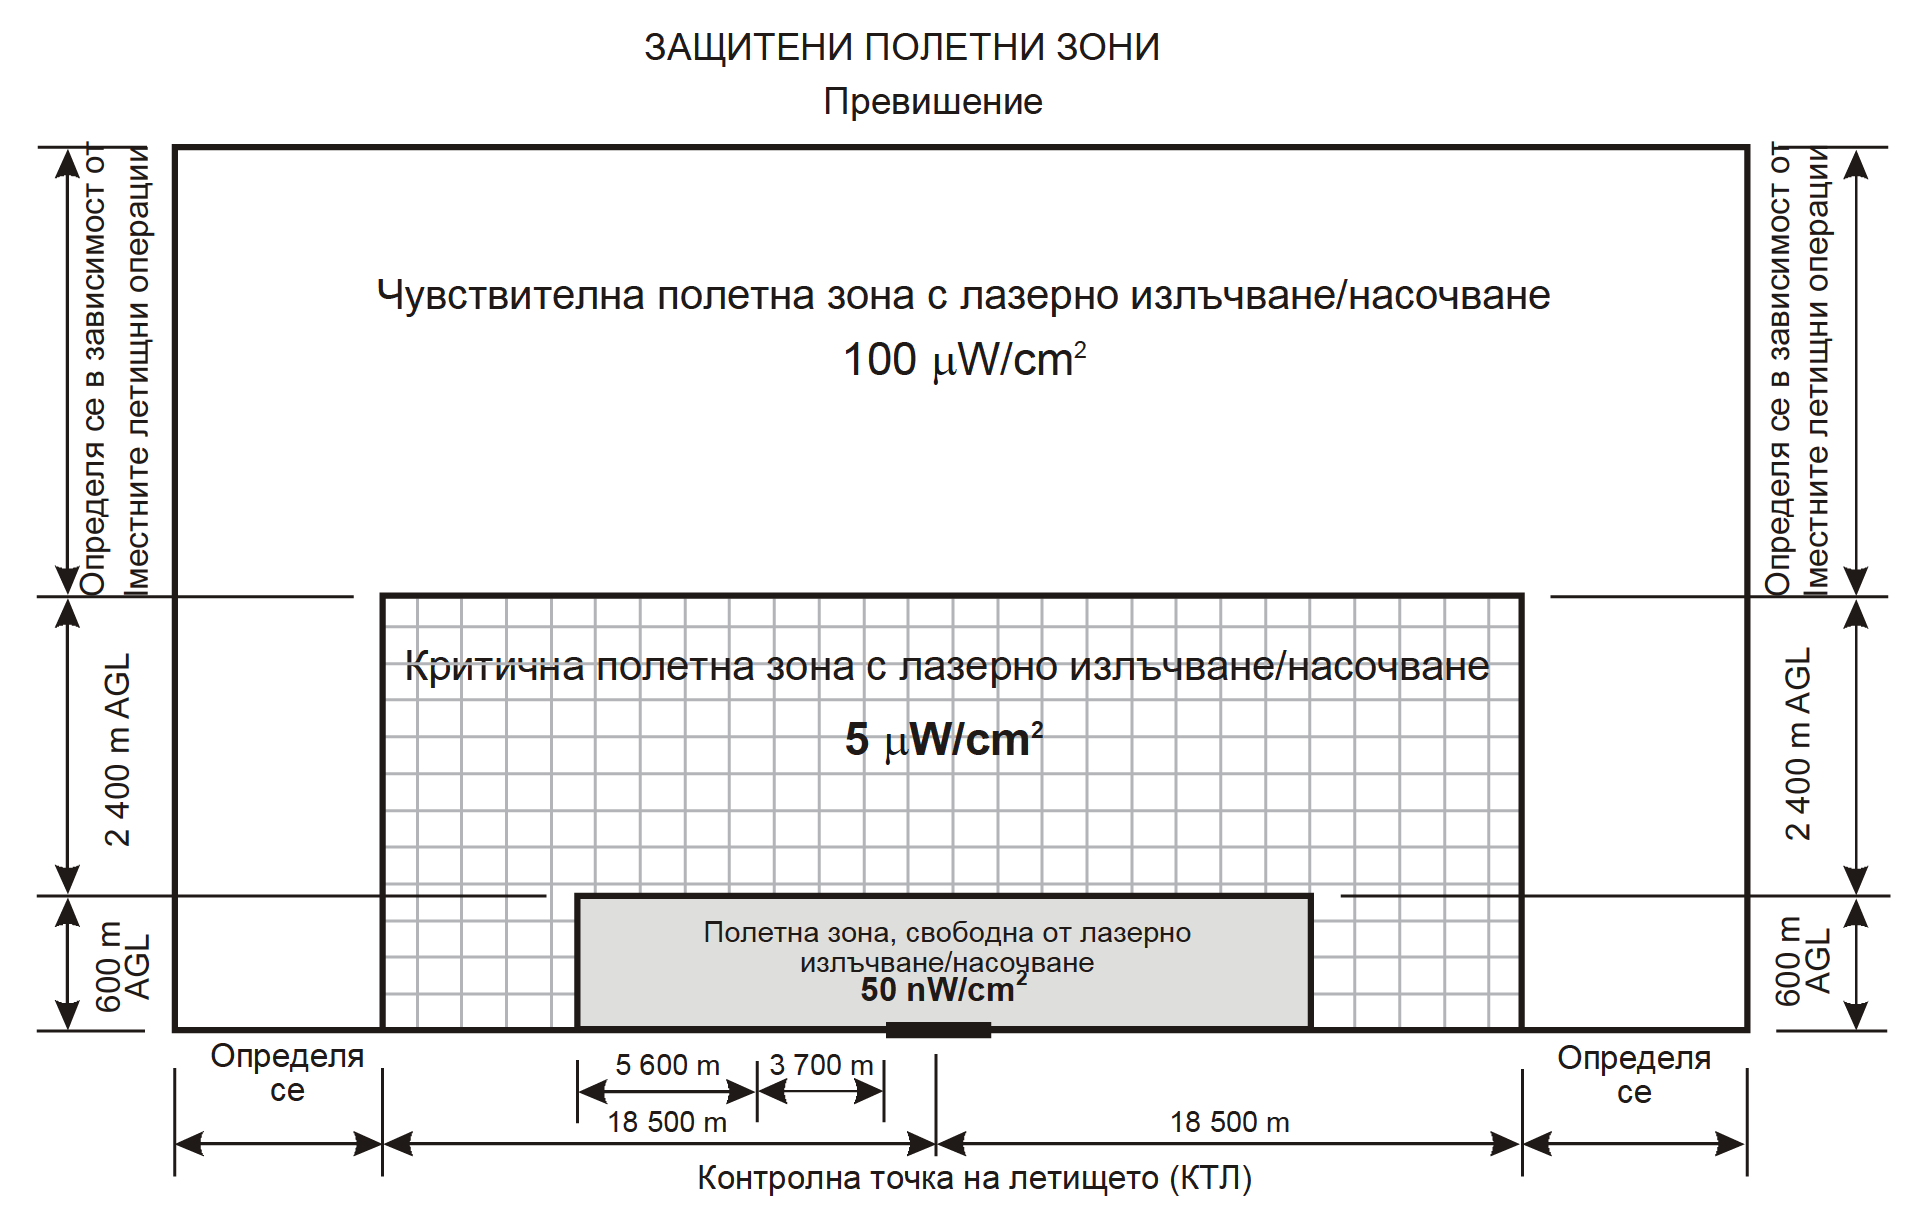 ЗАЩИТЕНИ ПОЛЕТНИ ЗОНИ
Превишение
Определя се в зависимост от
местните летищни операции
Определя се в зависимост от
местните летищни операции
Чувствителна полетна зона с лазерно излъчване/насочване
100 μW/cm²
Критична полетна зона с лазерно излъчване/насочване
5 μW/cm²
2 400 m AGL
2 400 m AGL
Полетна зона, свободна от лазерно
излъчване/насочване
50 nW/cm²
600 m
AGL
600 m
AGL
Определя
се
5 600 m
3 700 m
Определя
се
18 500 m
18 500 m
Контролна точка на летището (КТЛ)